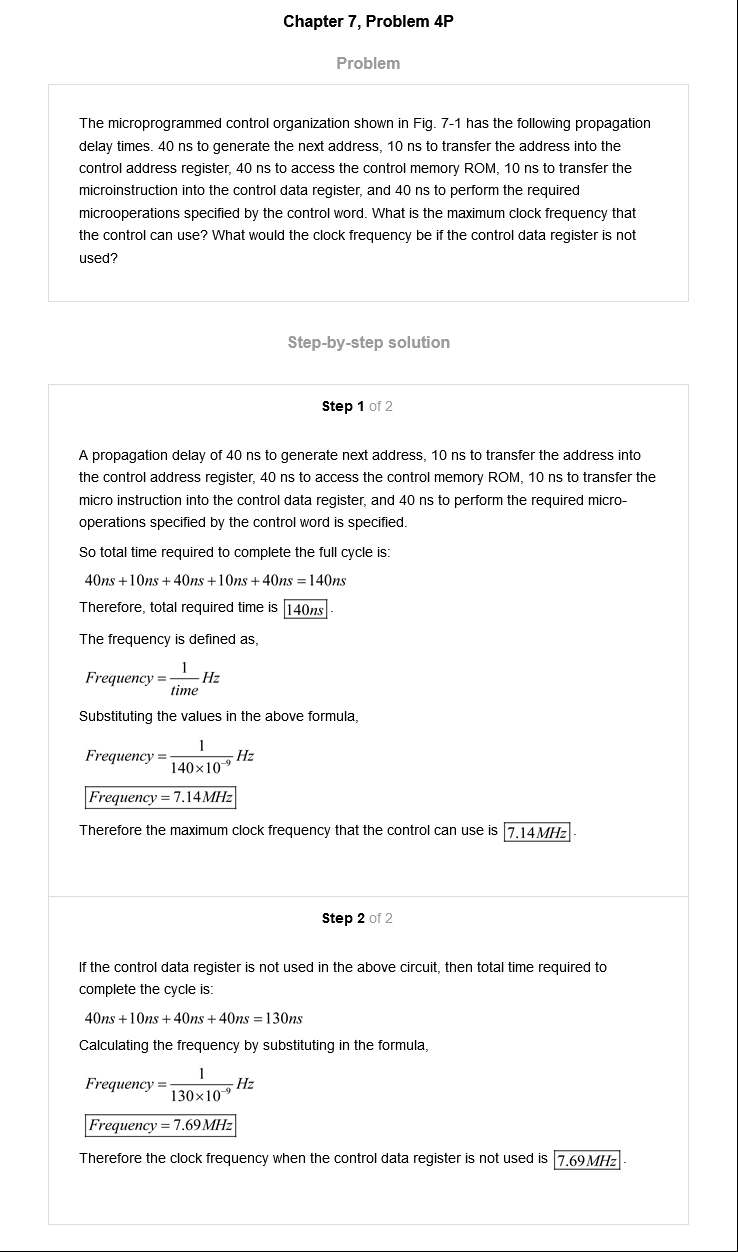 Chapter 7, Problem 4P
Problem
The microprogrammed control organization shown in Fig. 7-1 has the following propagation
delay times. 40 ns to generate the next address, 10 ns to transfer the address into the
control address register, 40 ns to access the control memory ROM, 10 ns to transfer the
microinstruction into the control data register, and 40 ns to perform the required
microoperations specified by the control word. What is the maximum clock frequency that
the control can use? What would the clock frequency be if the control data register is not
used?
Step-by-step solution
Step 1 of 2
A propagation delay of 40 ns to generate next address, 10 ns to transfer the address into
the control address register, 40 ns to access the control memory ROM, 10 ns to transfer the
micro instruction into the control data register, and 40 ns to perform the required micro-
operations specified by the control word is specified.
So total time required to complete the full cycle is:
40ns +10ns + 40ns +10ns + 40ns = 140ns
Therefore, total required time is 140ns .
The frequency is defined as,
Frequency = 1/time Hz
Substituting the values in the above formula,
Frequency = 1/140×10⁻⁹ Hz
Frequency = 7.14MHz
Therefore the maximum clock frequency that the control can use is 7.14MHz .
Step 2 of 2
If the control data register is not used in the above circuit, then total time required to
complete the cycle is:
40ns +10ns + 40ns + 40ns = 130ns
Calculating the frequency by substituting in the formula,
Frequency = 1/130×10⁻⁹ Hz
Frequency = 7.69MHz
Therefore the clock frequency when the control data register is not used is 7.69MHz .